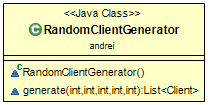 <<Java Class>>
RandomClientGenerator
andrei
RandomClientGenerator()
generate(int,int,int,int,int):List<Client>